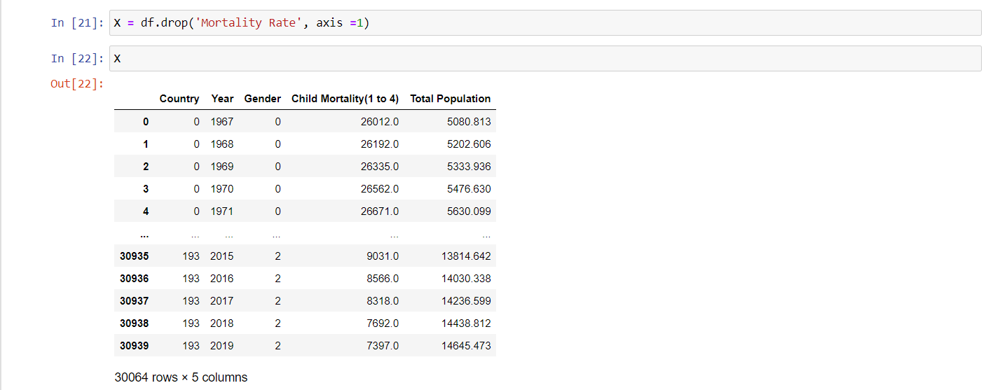 In [21]: X = df.drop('Mortality Rate', axis =1)
In [22]: X
Out[22]:
Country Year Gender Child Mortality(1 to 4) Total Population
0 0 1967 0 26012.0 5080.813
1 0 1968 0 26192.0 5202.606
2 0 1969 0 26335.0 5333.936
3 0 1970 0 26562.0 5476.630
4 0 1971 0 26671.0 5630.099
... ... ... ... ... ...
30935 193 2015 2 9031.0 13814.642
30936 193 2016 2 8566.0 14030.338
30937 193 2017 2 8318.0 14236.599
30938 193 2018 2 7692.0 14438.812
30939 193 2019 2 7397.0 14645.473
30064 rows × 5 columns